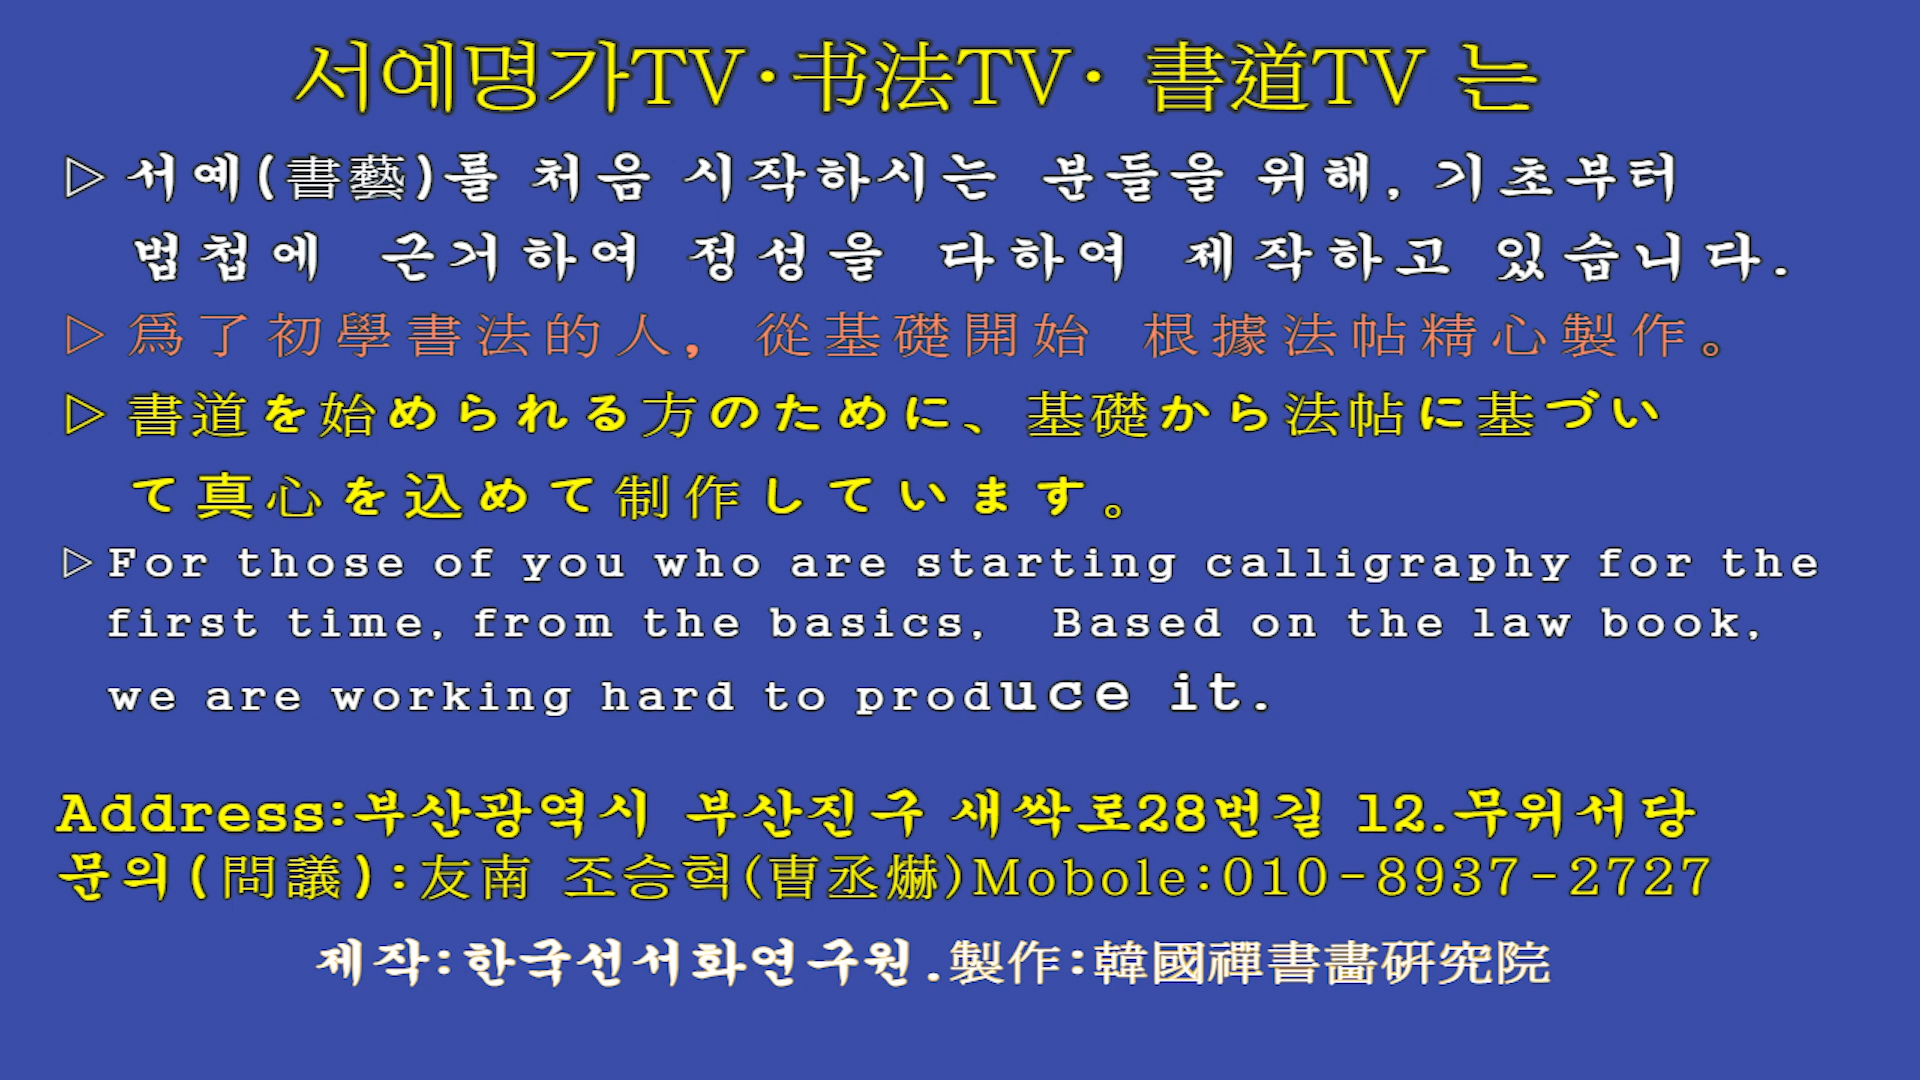 서예명가TV·书法TV· 書道TV 는
▷서예(書藝)를 처음 시작하시는 분들을 위해, 기초부터
법첩에 근거하여 정성을 다하여 제작하고 있습니다.
▷爲了初學書法的人, 從基礎開始 根據法帖精心製作。
▷書道を始められる方のために、基礎から法帖に基づい
て真心を込めて制作しています。
▷For those of you who are starting calligraphy for the
first time, from the basics, Based on the law book,
we are working hard to produce it.
Address:부산광역시 부산진구 새싹로28번길 12.무위서당
문의(問議):友南 조승혁(曺丞爀)Mobole:010-8937-2727
제작:한국선서화연구원.製作:韓國禪書畵硏究院